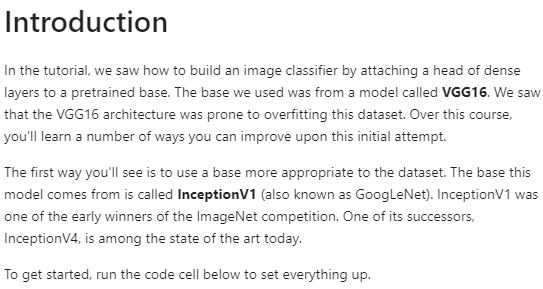 Introduction
In the tutorial, we saw how to build an image classifier by attaching a head of dense
layers to a pretrained base. The base we used was from a model called VGG16. We saw
that the VGG16 architecture was prone to overfitting this dataset. Over this course,
you'll learn a number of ways you can improve upon this initial attempt.
The first way you'll see is to use a base more appropriate to the dataset. The base this
model comes from is called InceptionV1 (also known as GoogLeNet). InceptionV1 was
one of the early winners of the ImageNet competition. One of its successors,
InceptionV4, is among the state of the art today.
To get started, run the code cell below to set everything up.